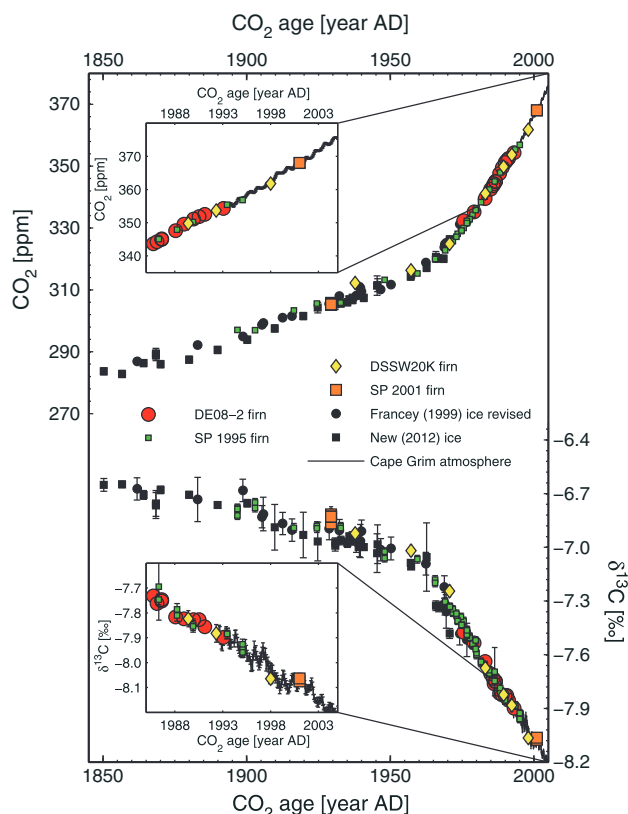 CO2 age [year AD]
1850 1900 1950 2000
CO2 age [year AD]
1988 1993 1998 2003
370
360
350
340
CO2 [ppm]
370
350
330
310
290
270
CO2 [ppm]
DSSW20K firn
SP 2001 firn
DE08−2 firn
Francey (1999) ice revised
SP 1995 firn
New (2012) ice
Cape Grim atmosphere
−6.4
−6.7
−7.0
−7.3
−7.6
−7.9
−8.2
δ13C [‰]
−7.7
−7.8
−7.9
−8.0
−8.1
δ13C [‰]
1988 1993 1998 2003
CO2 age [year AD]
1850 1900 1950 2000
CO2 age [year AD]